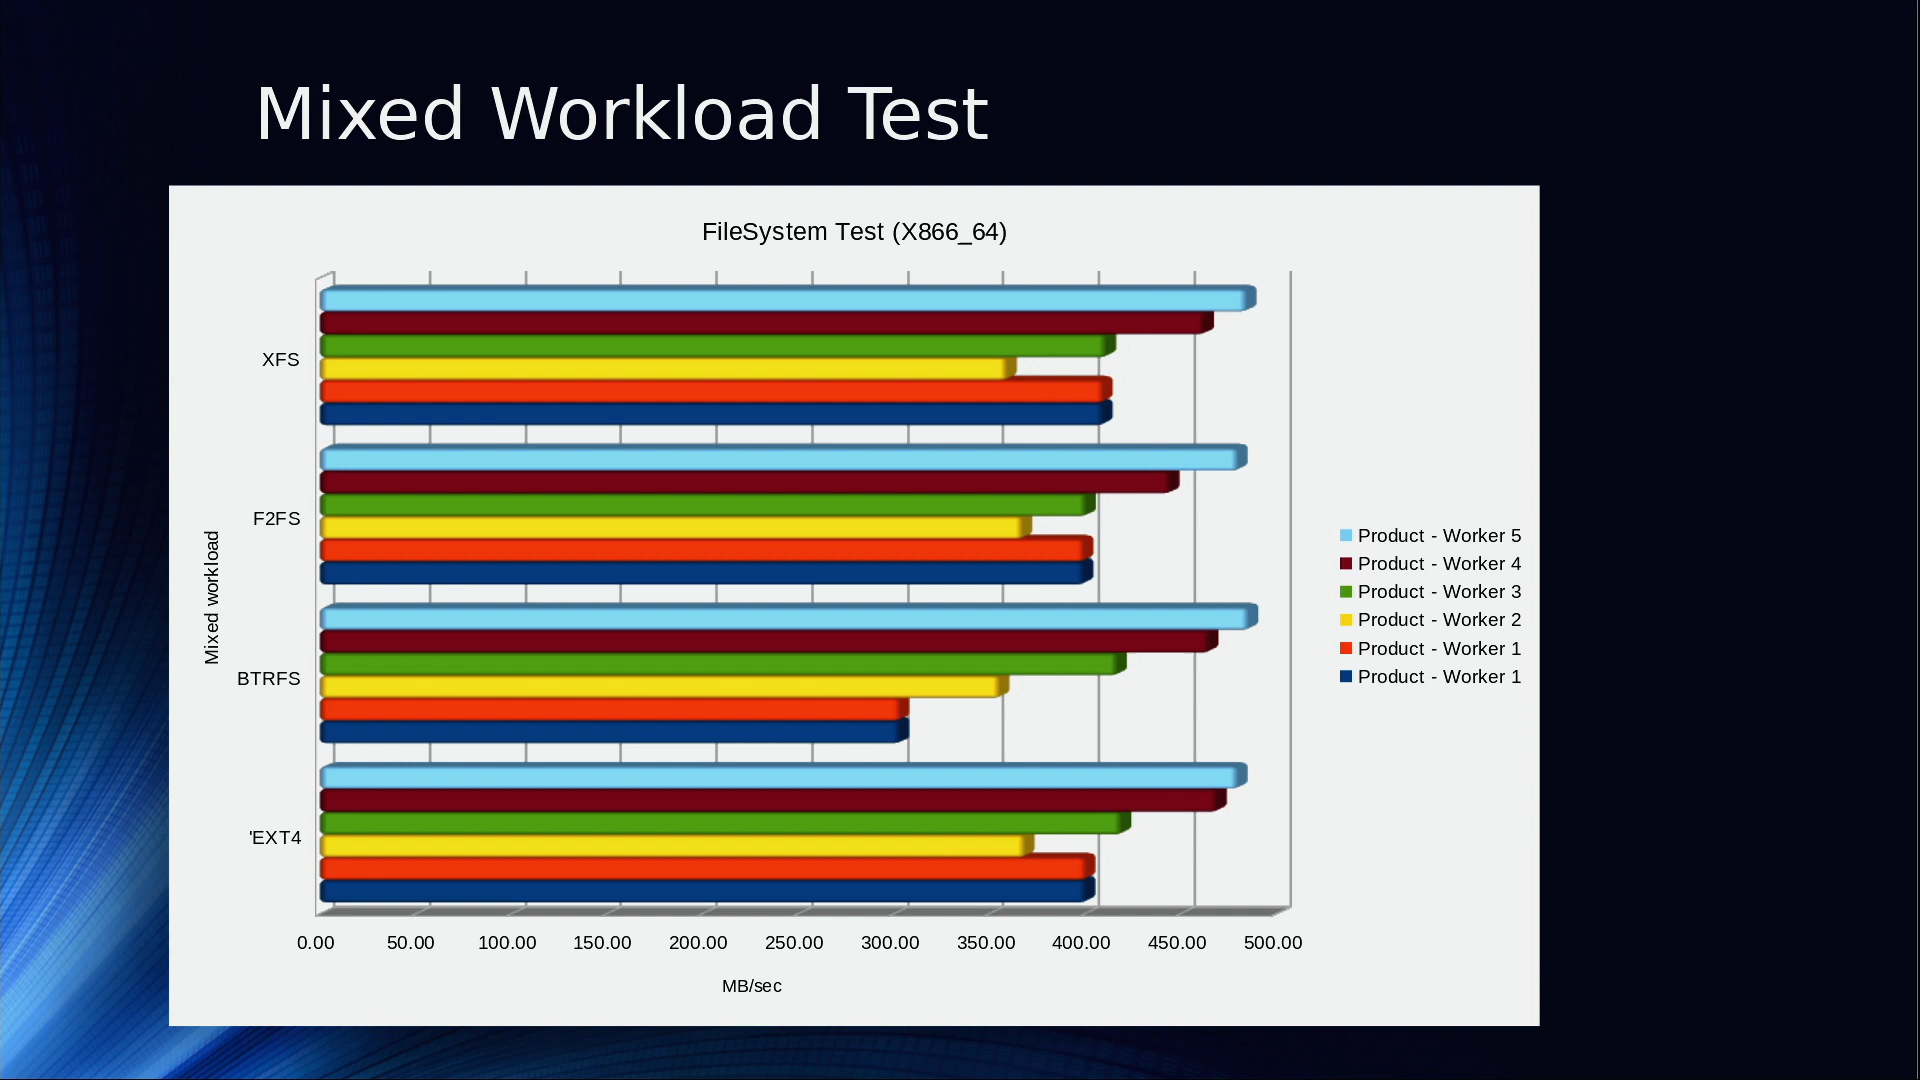 Mixed Workload Test
FileSystem Test (X866_64)
XFS
F2FS
BTRFS
'EXT4
Mixed workload
0.00 50.00 100.00 150.00 200.00 250.00 300.00 350.00 400.00 450.00 500.00
MB/sec
Product - Worker 5
Product - Worker 4
Product - Worker 3
Product - Worker 2
Product - Worker 1
Product - Worker 1